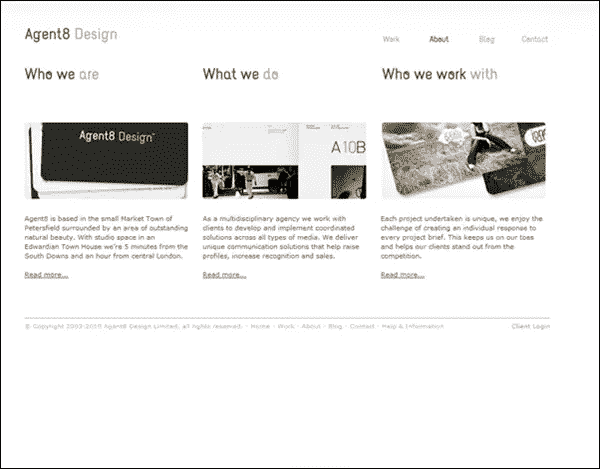 Agent8 Design
Work About Blog Contact
Who we are
What we do
Who we work with
Agent8 Design
A10B
Agent8 is based in the small Market Town of
Petersfield surrounded by an area of outstanding
natural beauty. With studio space in an
Edwardian Town House we're 5 minutes from the
South Downs and an hour from central London.
Read more...
As a multidisciplinary agency we work with
clients to develop and implement coordinated
solutions across all types of media. We deliver
unique communication solutions that help raise
profiles, increase recognition and sales.
Read more...
Each project undertaken is unique, we enjoy the
challenge of creating an individual response to
every project brief. This keeps us on our toes
and helps our clients stand out from the
competition.
Read more...
© Copyright 2003-2010 Agent8 Design Limited, all rights reserved. · Home · Work · About · Blog · Contact · Help & Information
Client Login